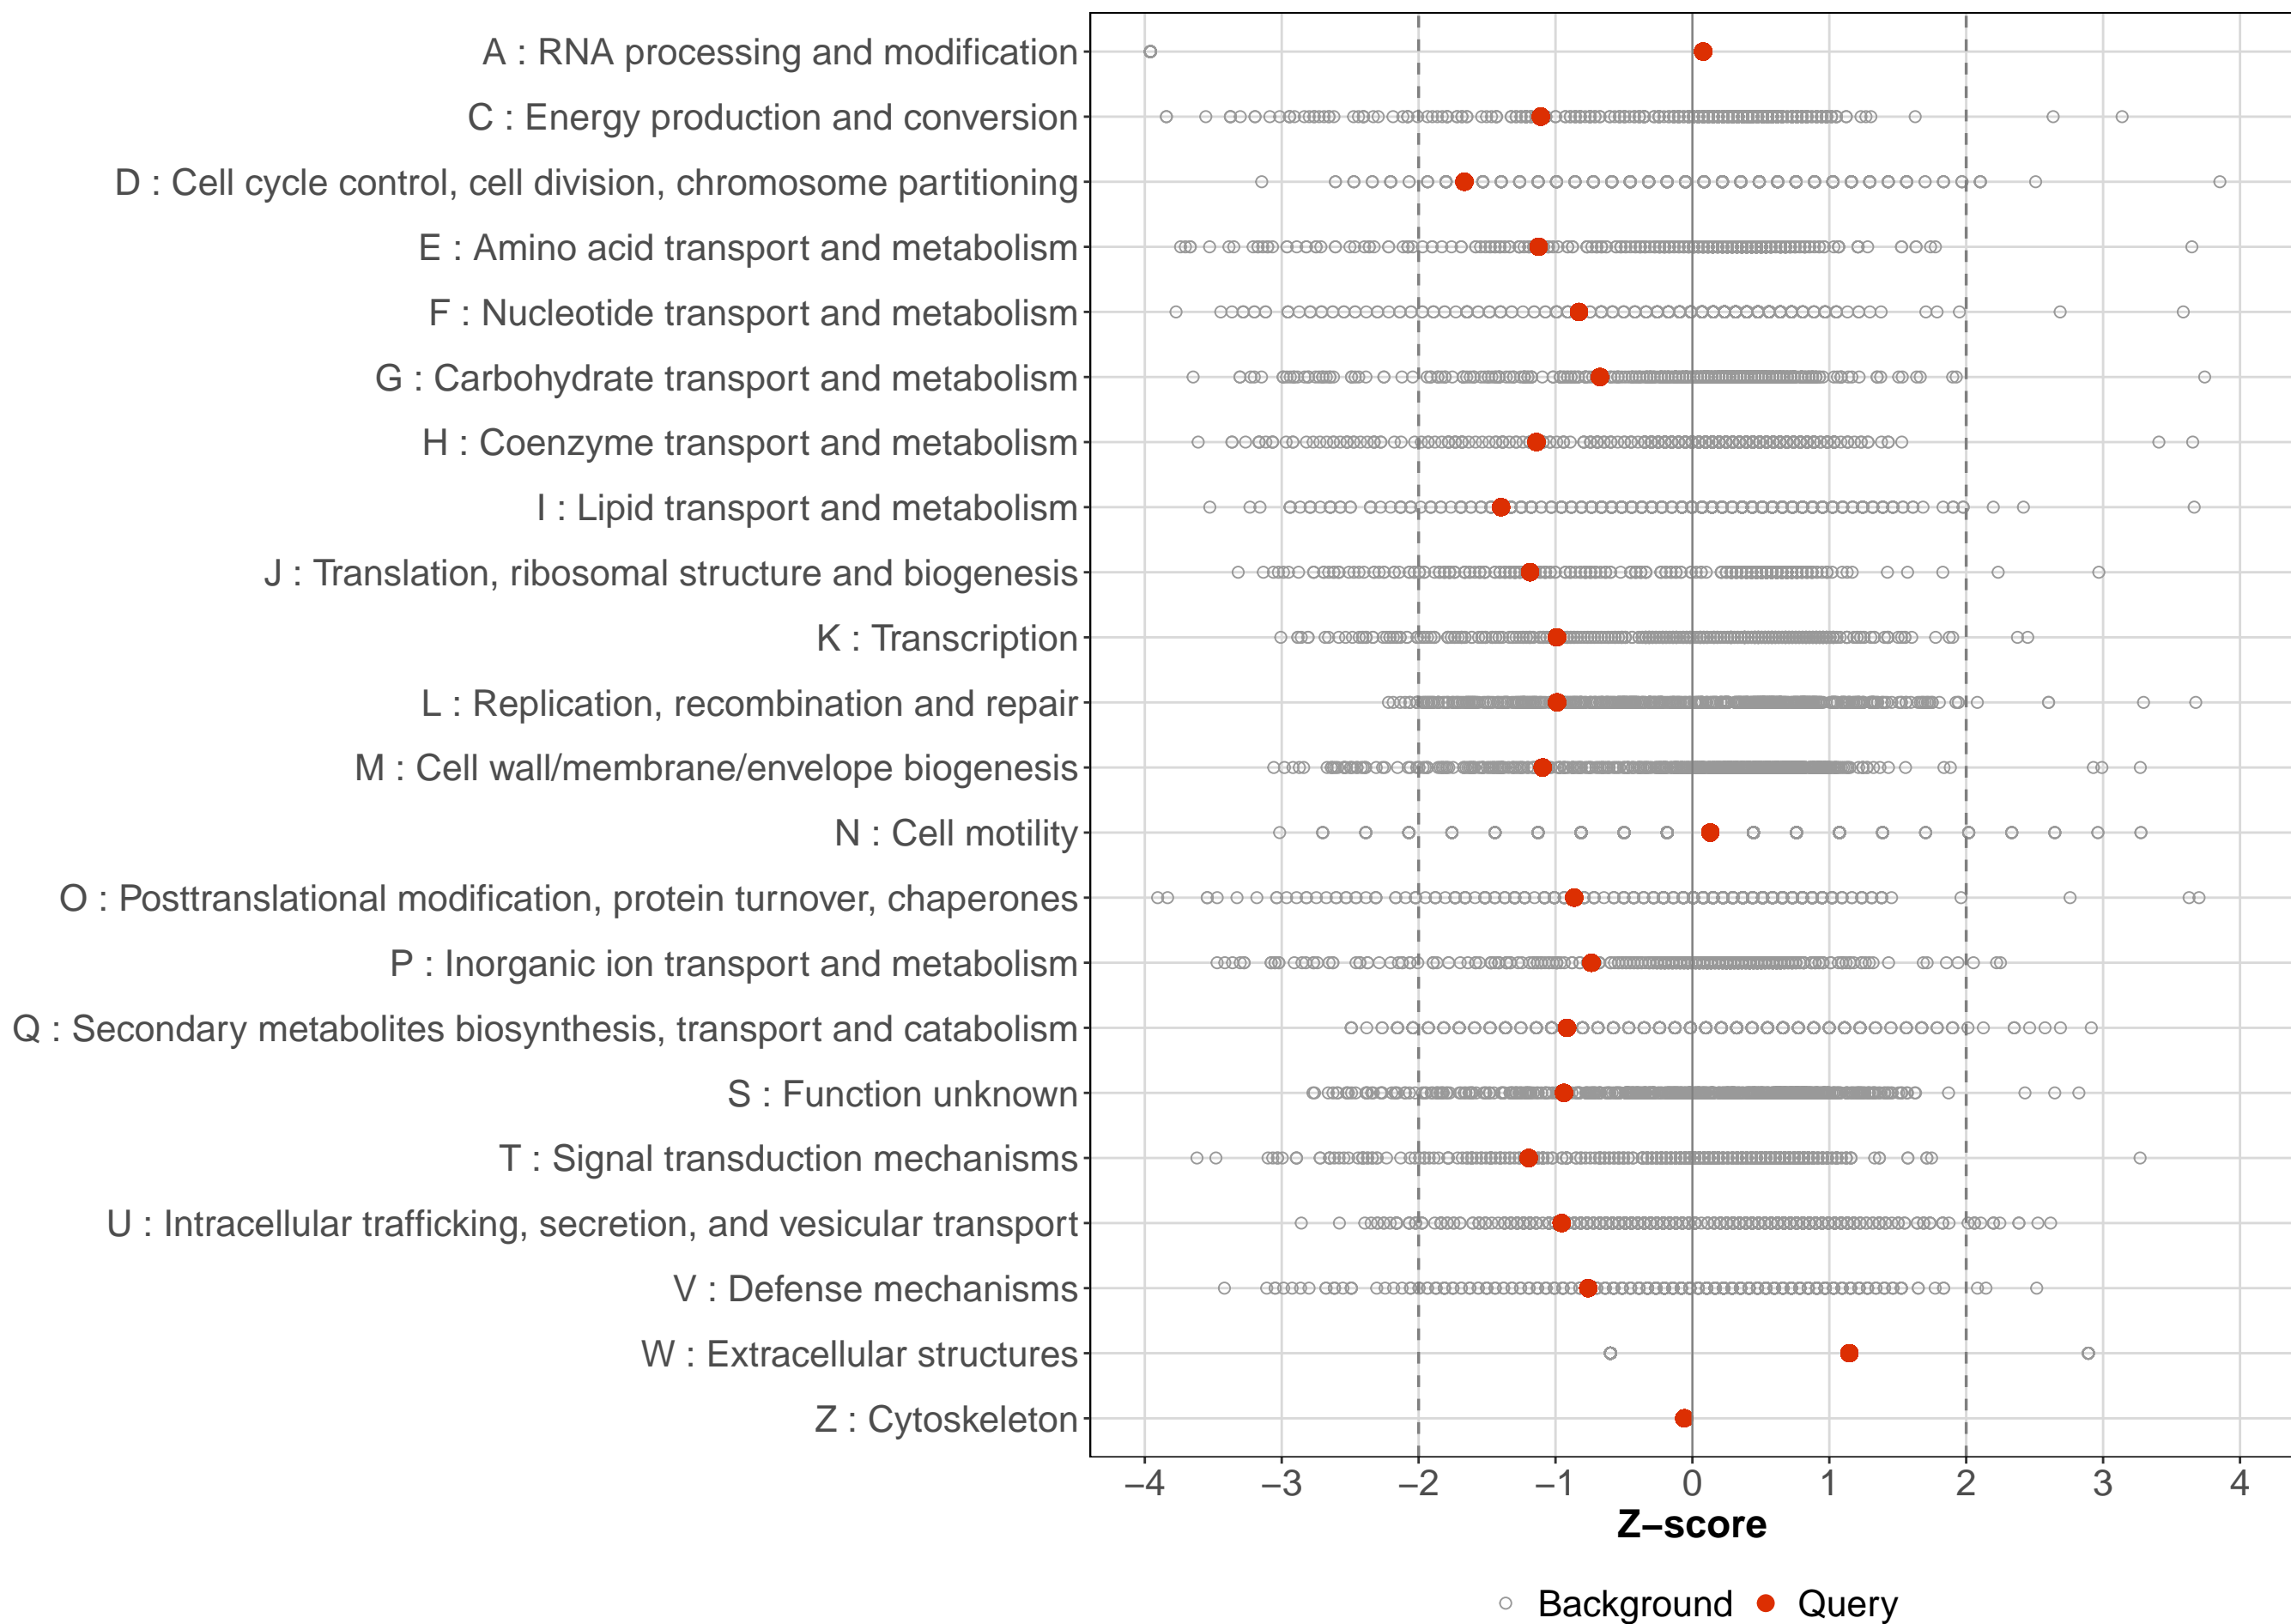 A : RNA processing and modification
C : Energy production and conversion
D : Cell cycle control, cell division, chromosome partitioning
E : Amino acid transport and metabolism
F : Nucleotide transport and metabolism
G : Carbohydrate transport and metabolism
H : Coenzyme transport and metabolism
I : Lipid transport and metabolism
J : Translation, ribosomal structure and biogenesis
K : Transcription
L : Replication, recombination and repair
M : Cell wall/membrane/envelope biogenesis
N : Cell motility
O : Posttranslational modification, protein turnover, chaperones
P : Inorganic ion transport and metabolism
Q : Secondary metabolites biosynthesis, transport and catabolism
S : Function unknown
T : Signal transduction mechanisms
U : Intracellular trafficking, secretion, and vesicular transport
V : Defense mechanisms
W : Extracellular structures
Z : Cytoskeleton
−4 −3 −2 −1 0 1 2 3 4
Z−score
Background Query